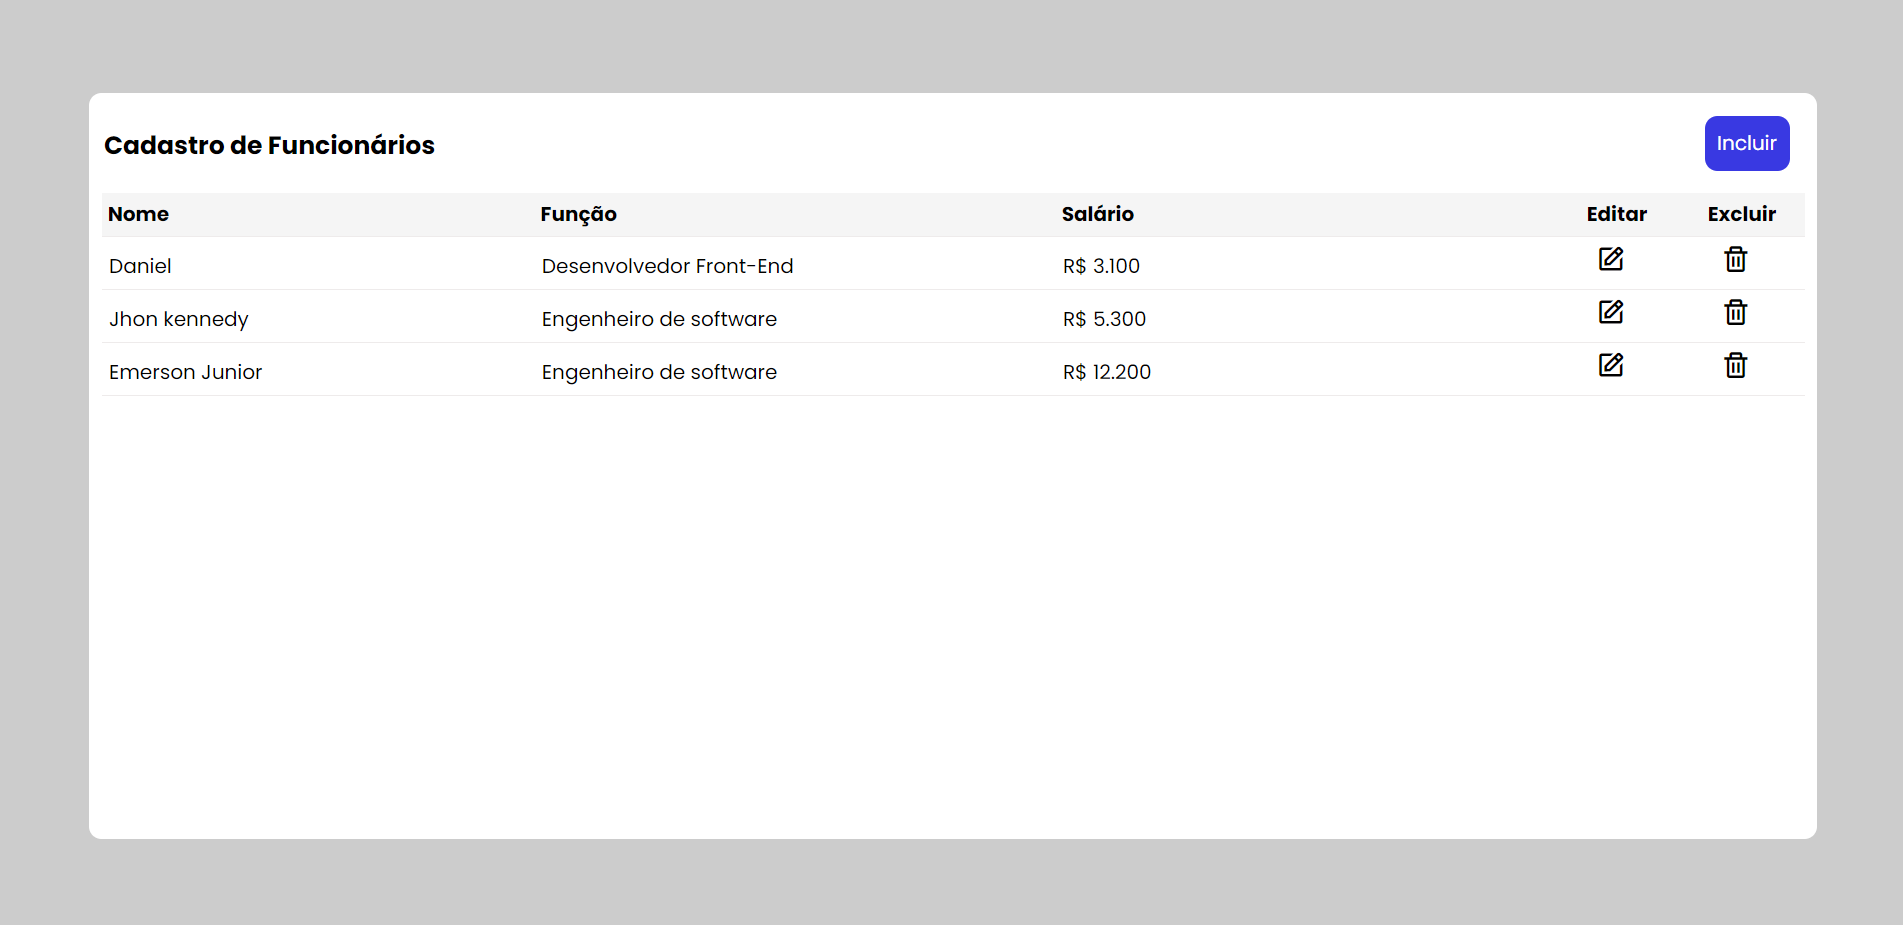 Cadastro de Funcionários
Incluir
Nome Função Salário Editar Excluir
Daniel Desenvolvedor Front-End R$ 3.100
Jhon kennedy Engenheiro de software R$ 5.300
Emerson Junior Engenheiro de software R$ 12.200